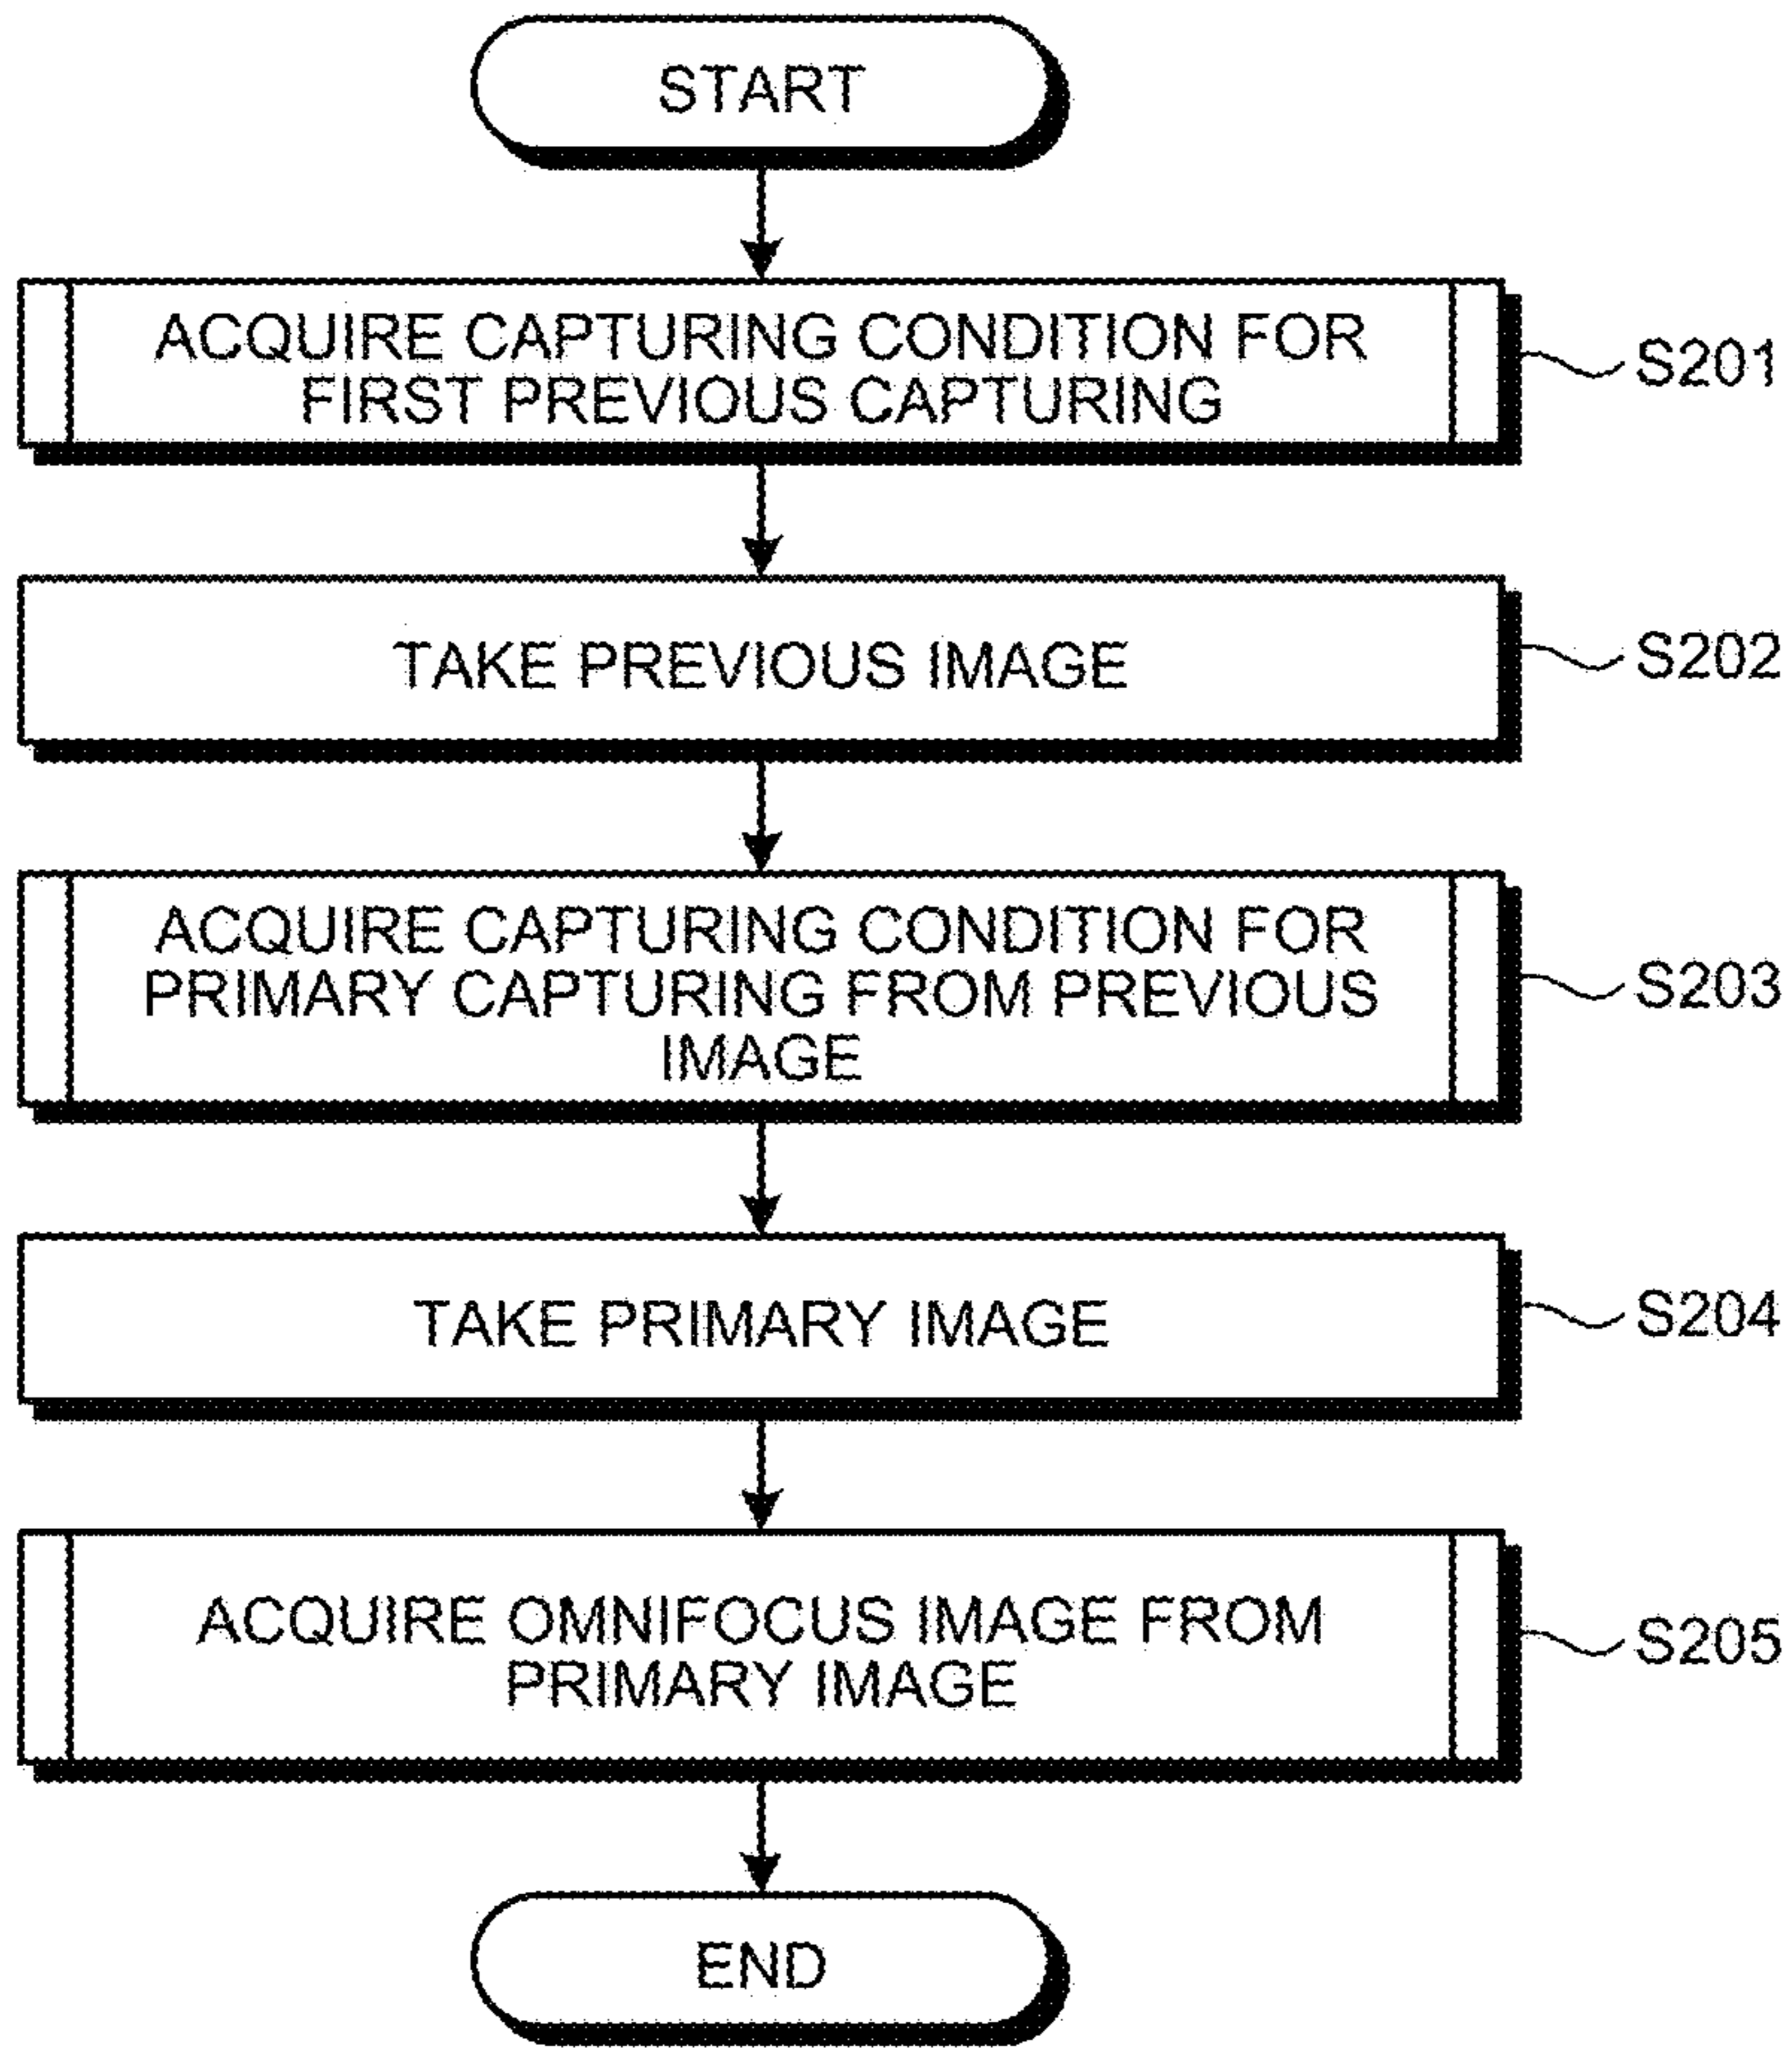 START
ACQUIRE CAPTURING CONDITION FOR
FIRST PREVIOUS CAPTURING
S201
TAKE PREVIOUS IMAGE
S202
ACQUIRE CAPTURING CONDITION FOR
PRIMARY CAPTURING FROM PREVIOUS
IMAGE
S203
TAKE PRIMARY IMAGE
S204
ACQUIRE OMNIFOCUS IMAGE FROM
PRIMARY IMAGE
S205
END